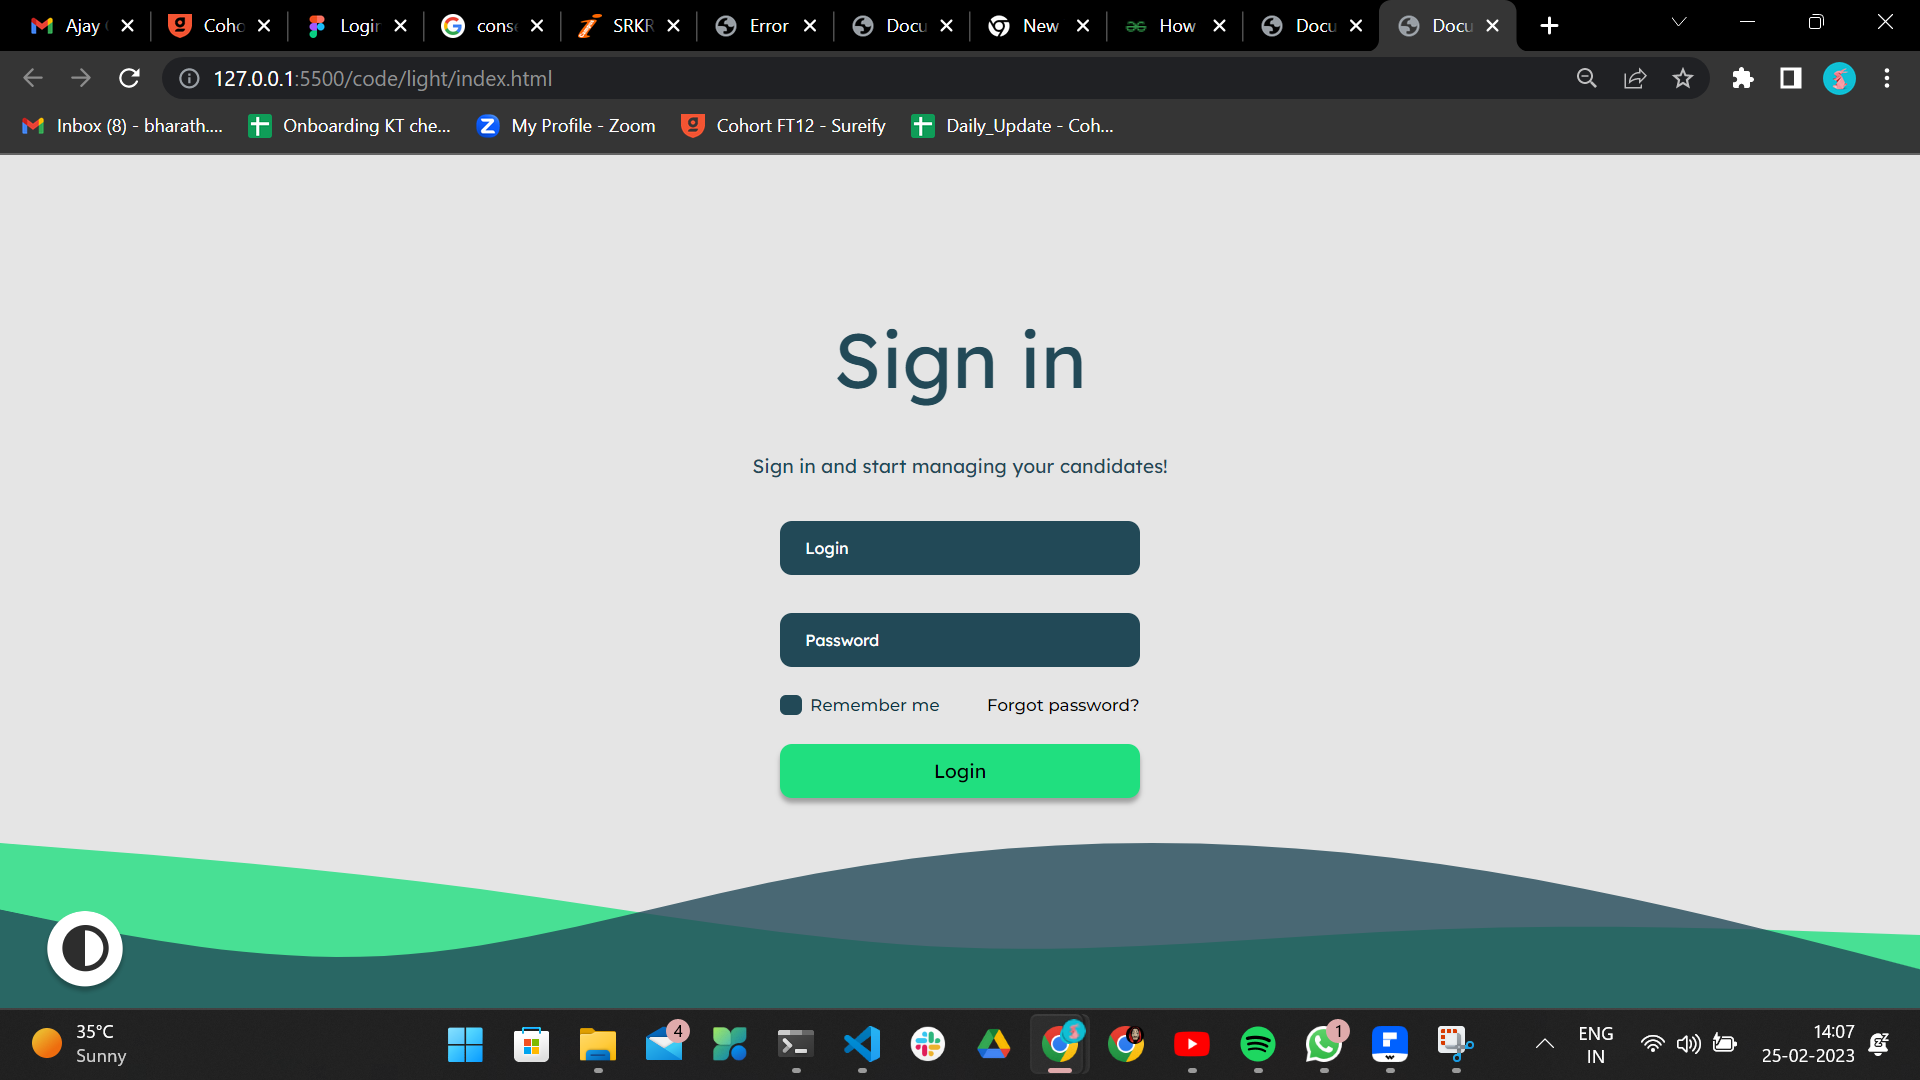 Ajay
Coho
Login
cons
SRKR
Error
Docu
New
How
Docu
Docu
127.0.0.1:5500/code/light/index.html
Inbox (8) - bharath....
Onboarding KT che...
My Profile - Zoom
Cohort FT12 - Sureify
Daily_Update - Coh...
Sign in
Sign in and start managing your candidates!
Login
Password
Remember me
Forgot password?
Login
35°C
Sunny
4
1
ENG
IN
14:07
25-02-2023